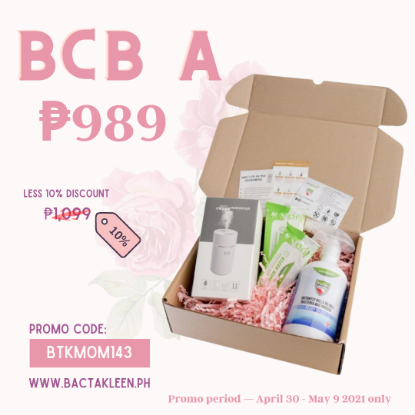 BCB A
₱989
LESS 10% DISCOUNT
₱1,099
10%
PROMO CODE:
BTKMOM143
WWW.BACTAKLEEN.PH
Promo period — April 30 - May 9 2021 only